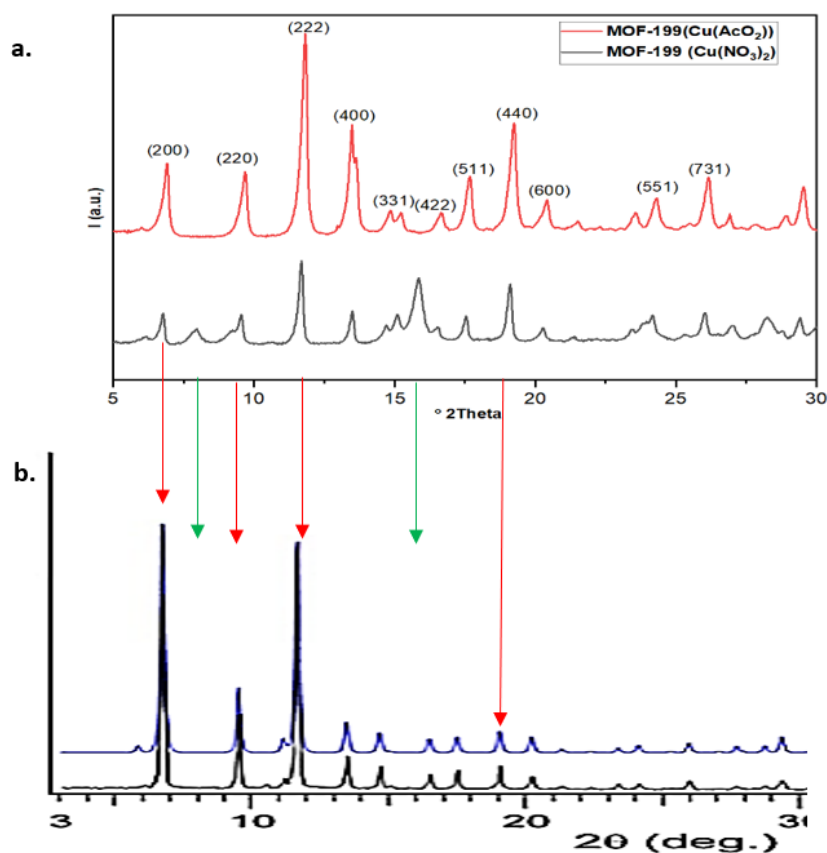 a.
MOF-199(Cu(AcO₂))
MOF-199 (Cu(NO₃)₂)
(222)
(200)
(220)
(400)
(331)
(422)
(511)
(440)
(600)
(551)
(731)
I (a.u.)
5 10 15 20 25 30
° 2Theta
b.
3 10 20 30
2θ (deg.)